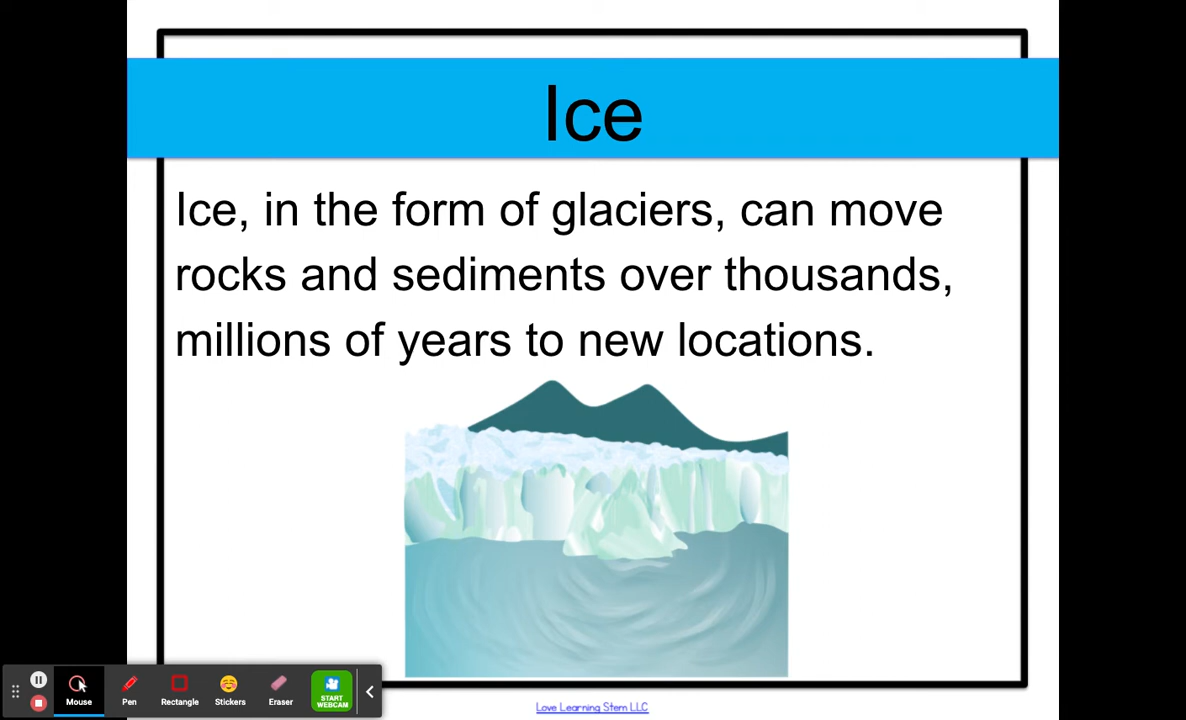 Ice
Ice, in the form of glaciers, can move
rocks and sediments over thousands,
millions of years to new locations.
Mouse
Pen
Rectangle
Stickers
Eraser
START
WEBCAM
Love Learning Stem LLC